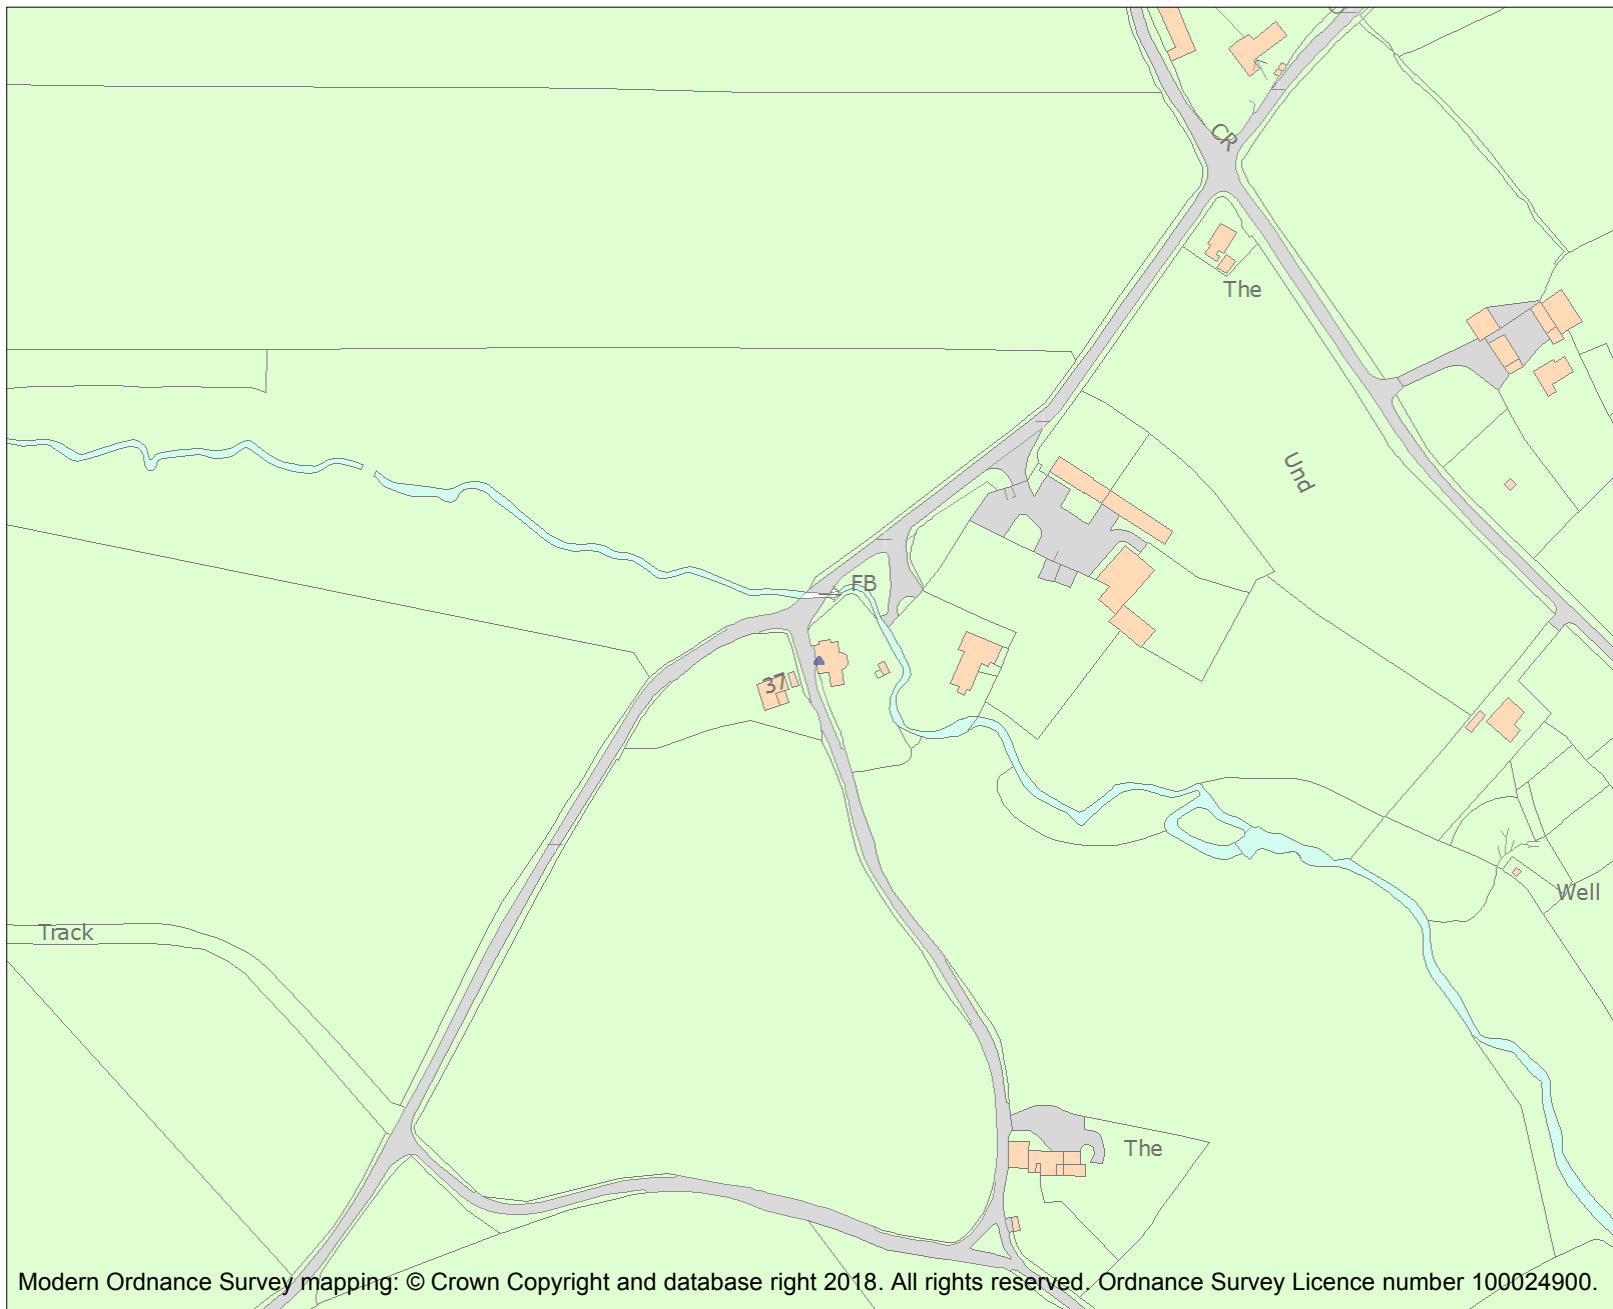 CR
The
Und
FB
37
Well
Track
The
Modern Ordnance Survey mapping: © Crown Copyright and database right 2018. All rights reserved. Ordnance Survey Licence number 100024900.